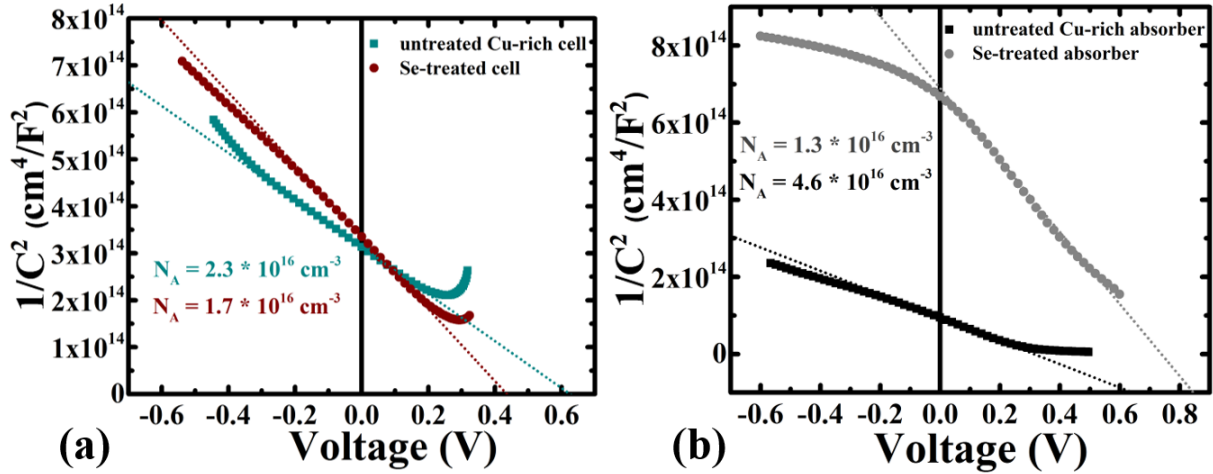 8x10^14
7x10^14
6x10^14
5x10^14
4x10^14
3x10^14
2x10^14
1x10^14
0
1/C^2 (cm^4/F^2)
untreated Cu-rich cell
Se-treated cell
N_A = 2.3 * 10^16 cm^-3
N_A = 1.7 * 10^16 cm^-3
-0.6 -0.4 -0.2 0.0 0.2 0.4 0.6
Voltage (V)
(a)
8x10^14
6x10^14
4x10^14
2x10^14
0
1/C^2 (cm^4/F^2)
untreated Cu-rich absorber
Se-treated absorber
N_A = 1.3 * 10^16 cm^-3
N_A = 4.6 * 10^16 cm^-3
-0.6 -0.4 -0.2 0.0 0.2 0.4 0.6 0.8
Voltage (V)
(b)